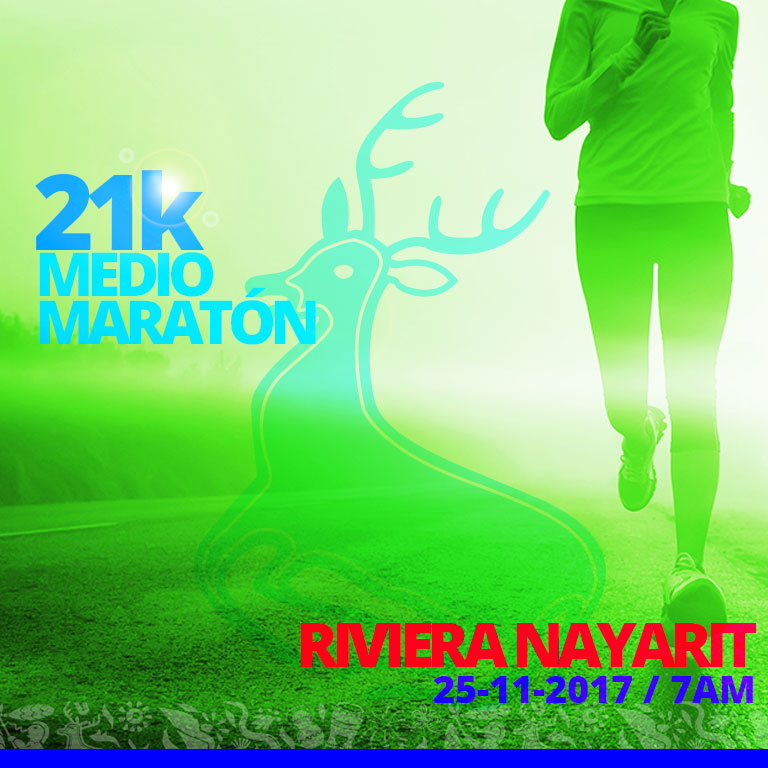 21k
MEDIO
MARATÓN
RIVIERA NAYARIT
25-11-2017 / 7AM